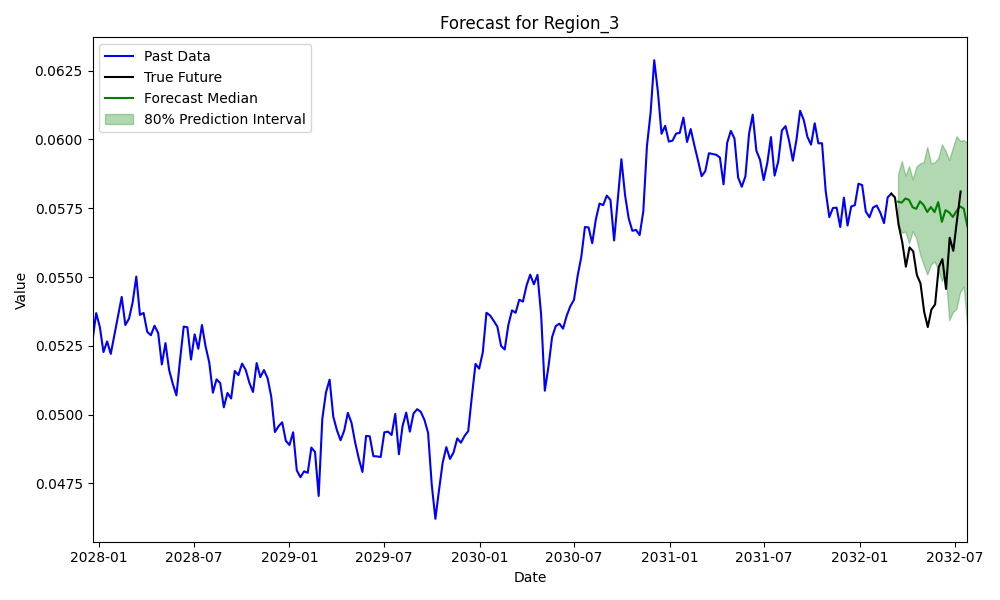 Forecast for Region_3
Past Data
True Future
Forecast Median
80% Prediction Interval
Value
0.0625
0.0600
0.0575
0.0550
0.0525
0.0500
0.0475
2028-01
2028-07
2029-01
2029-07
2030-01
2030-07
2031-01
2031-07
2032-01
2032-07
Date